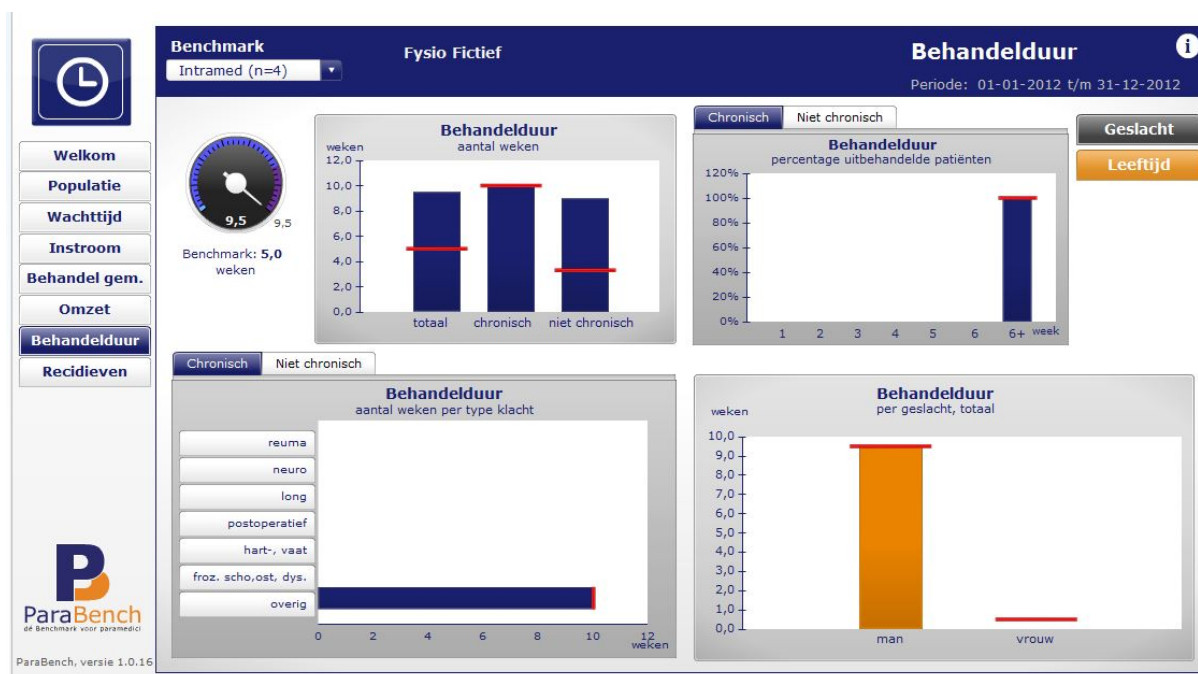 Benchmark
Intramed (n=4)
Fysio Fictief
Behandelduur
i
Periode: 01-01-2012 t/m 31-12-2012
Welkom
Populatie
Wachttijd
Instroom
Behandel gem.
Omzet
Behandelduur
Recidieven
9,5
9,5
Benchmark: 5,0
weken
Behandelduur
aantal weken
weken
12,0
10,0
8,0
6,0
4,0
2,0
0,0
totaal chronisch niet chronisch
Chronisch Niet chronisch
Behandelduur
percentage uitbehandelde patiënten
120%
100%
80%
60%
40%
20%
0%
1 2 3 4 5 6 6+ week
Geslacht
Leeftijd
Chronisch Niet chronisch
Behandelduur
aantal weken per type klacht
reuma
neuro
long
postoperatief
hart-, vaat
froz. scho,ost, dys.
overig
0 2 4 6 8 10 12
weken
Behandelduur
per geslacht, totaal
weken
10,0
9,0
8,0
7,0
6,0
5,0
4,0
3,0
2,0
1,0
0,0
man vrouw
ParaBench
dé Benchmark voor paramedici
ParaBench, versie 1.0.16